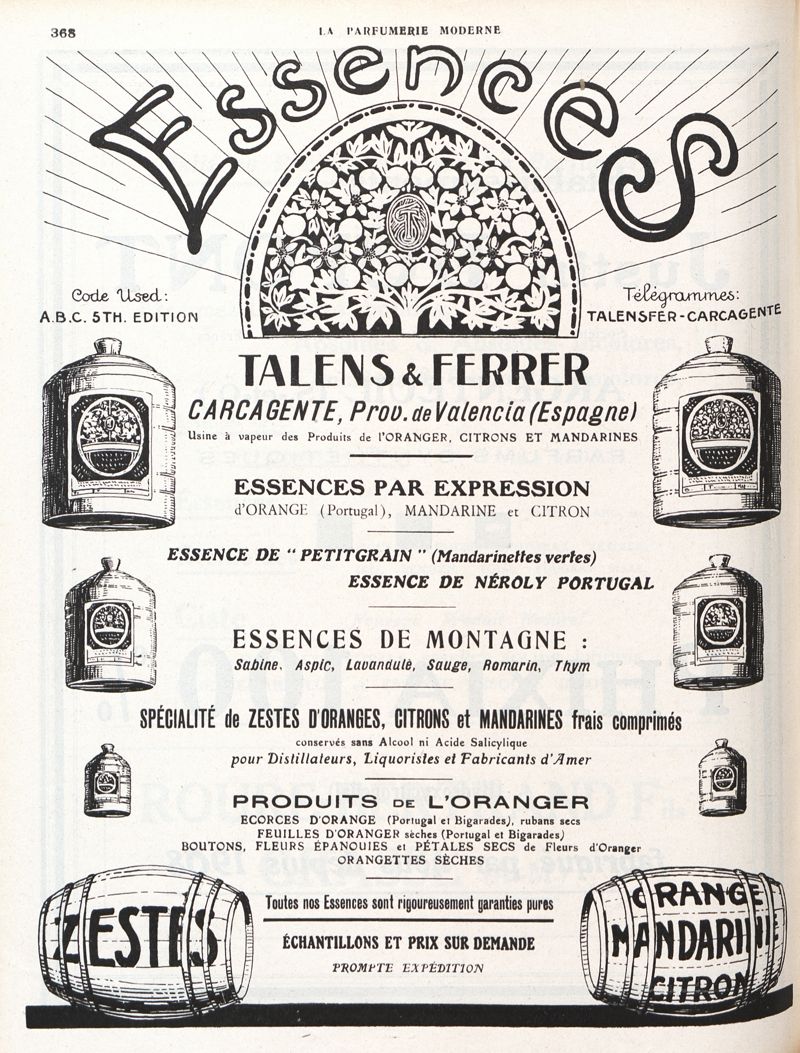 368
LA PARFUMERIE MODERNE
Essences
Code Used:
A.B.C. 5TH. EDITION
Télégrammes:
TALENSFER-CARCAGENTE
TALENS & FERRER
CARCAGENTE, Prov. de Valencia (Espagne)
Usine à vapeur des Produits de l'ORANGER, CITRONS ET MANDARINES
ESSENCES PAR EXPRESSION
d'ORANGE (Portugal), MANDARINE et CITRON
ESSENCE DE " PETITGRAIN " (Mandarinettes vertes)
ESSENCE DE NÉROLY PORTUGAL
ESSENCES DE MONTAGNE :
Sabine, Aspic, Lavandule, Sauge, Romarin, Thym
SPÉCIALITÉ de ZESTES D'ORANGES, CITRONS et MANDARINES frais comprimés
conservés sans Alcool ni Acide Salicylique
pour Distillateurs, Liquoristes et Fabricants d'Amer
PRODUITS DE L'ORANGER
ECORCES D'ORANGE (Portugal et Bigarades), rubans secs
FEUILLES D'ORANGER sèches (Portugal et Bigarades)
BOUTONS, FLEURS ÉPANOUIES et PÉTALES SECS de Fleurs d'Oranger
ORANGETTES SÈCHES
Toutes nos Essences sont rigoureusement garanties pures
ÉCHANTILLONS ET PRIX SUR DEMANDE
PROMPTE EXPÉDITION
ZESTES
ORANGE
MANDARINE
CITRON